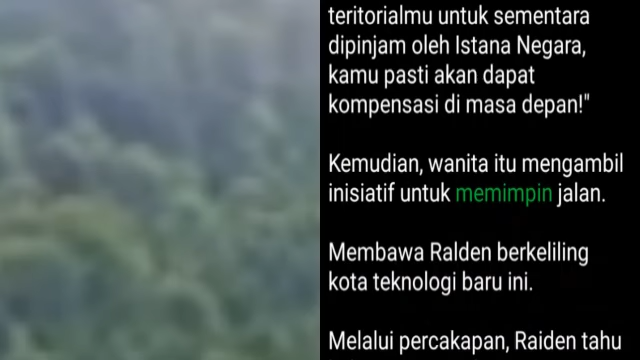 teritorialmu untuk sementara
dipinjam oleh Istana Negara,
kamu pasti akan dapat
kompensasi di masa depan!"
Kemudian, wanita itu mengambil
inisiatif untuk memimpin jalan.
Membawa Ralden berkeliling
kota teknologi baru ini.
Melalui percakapan, Raiden tahu